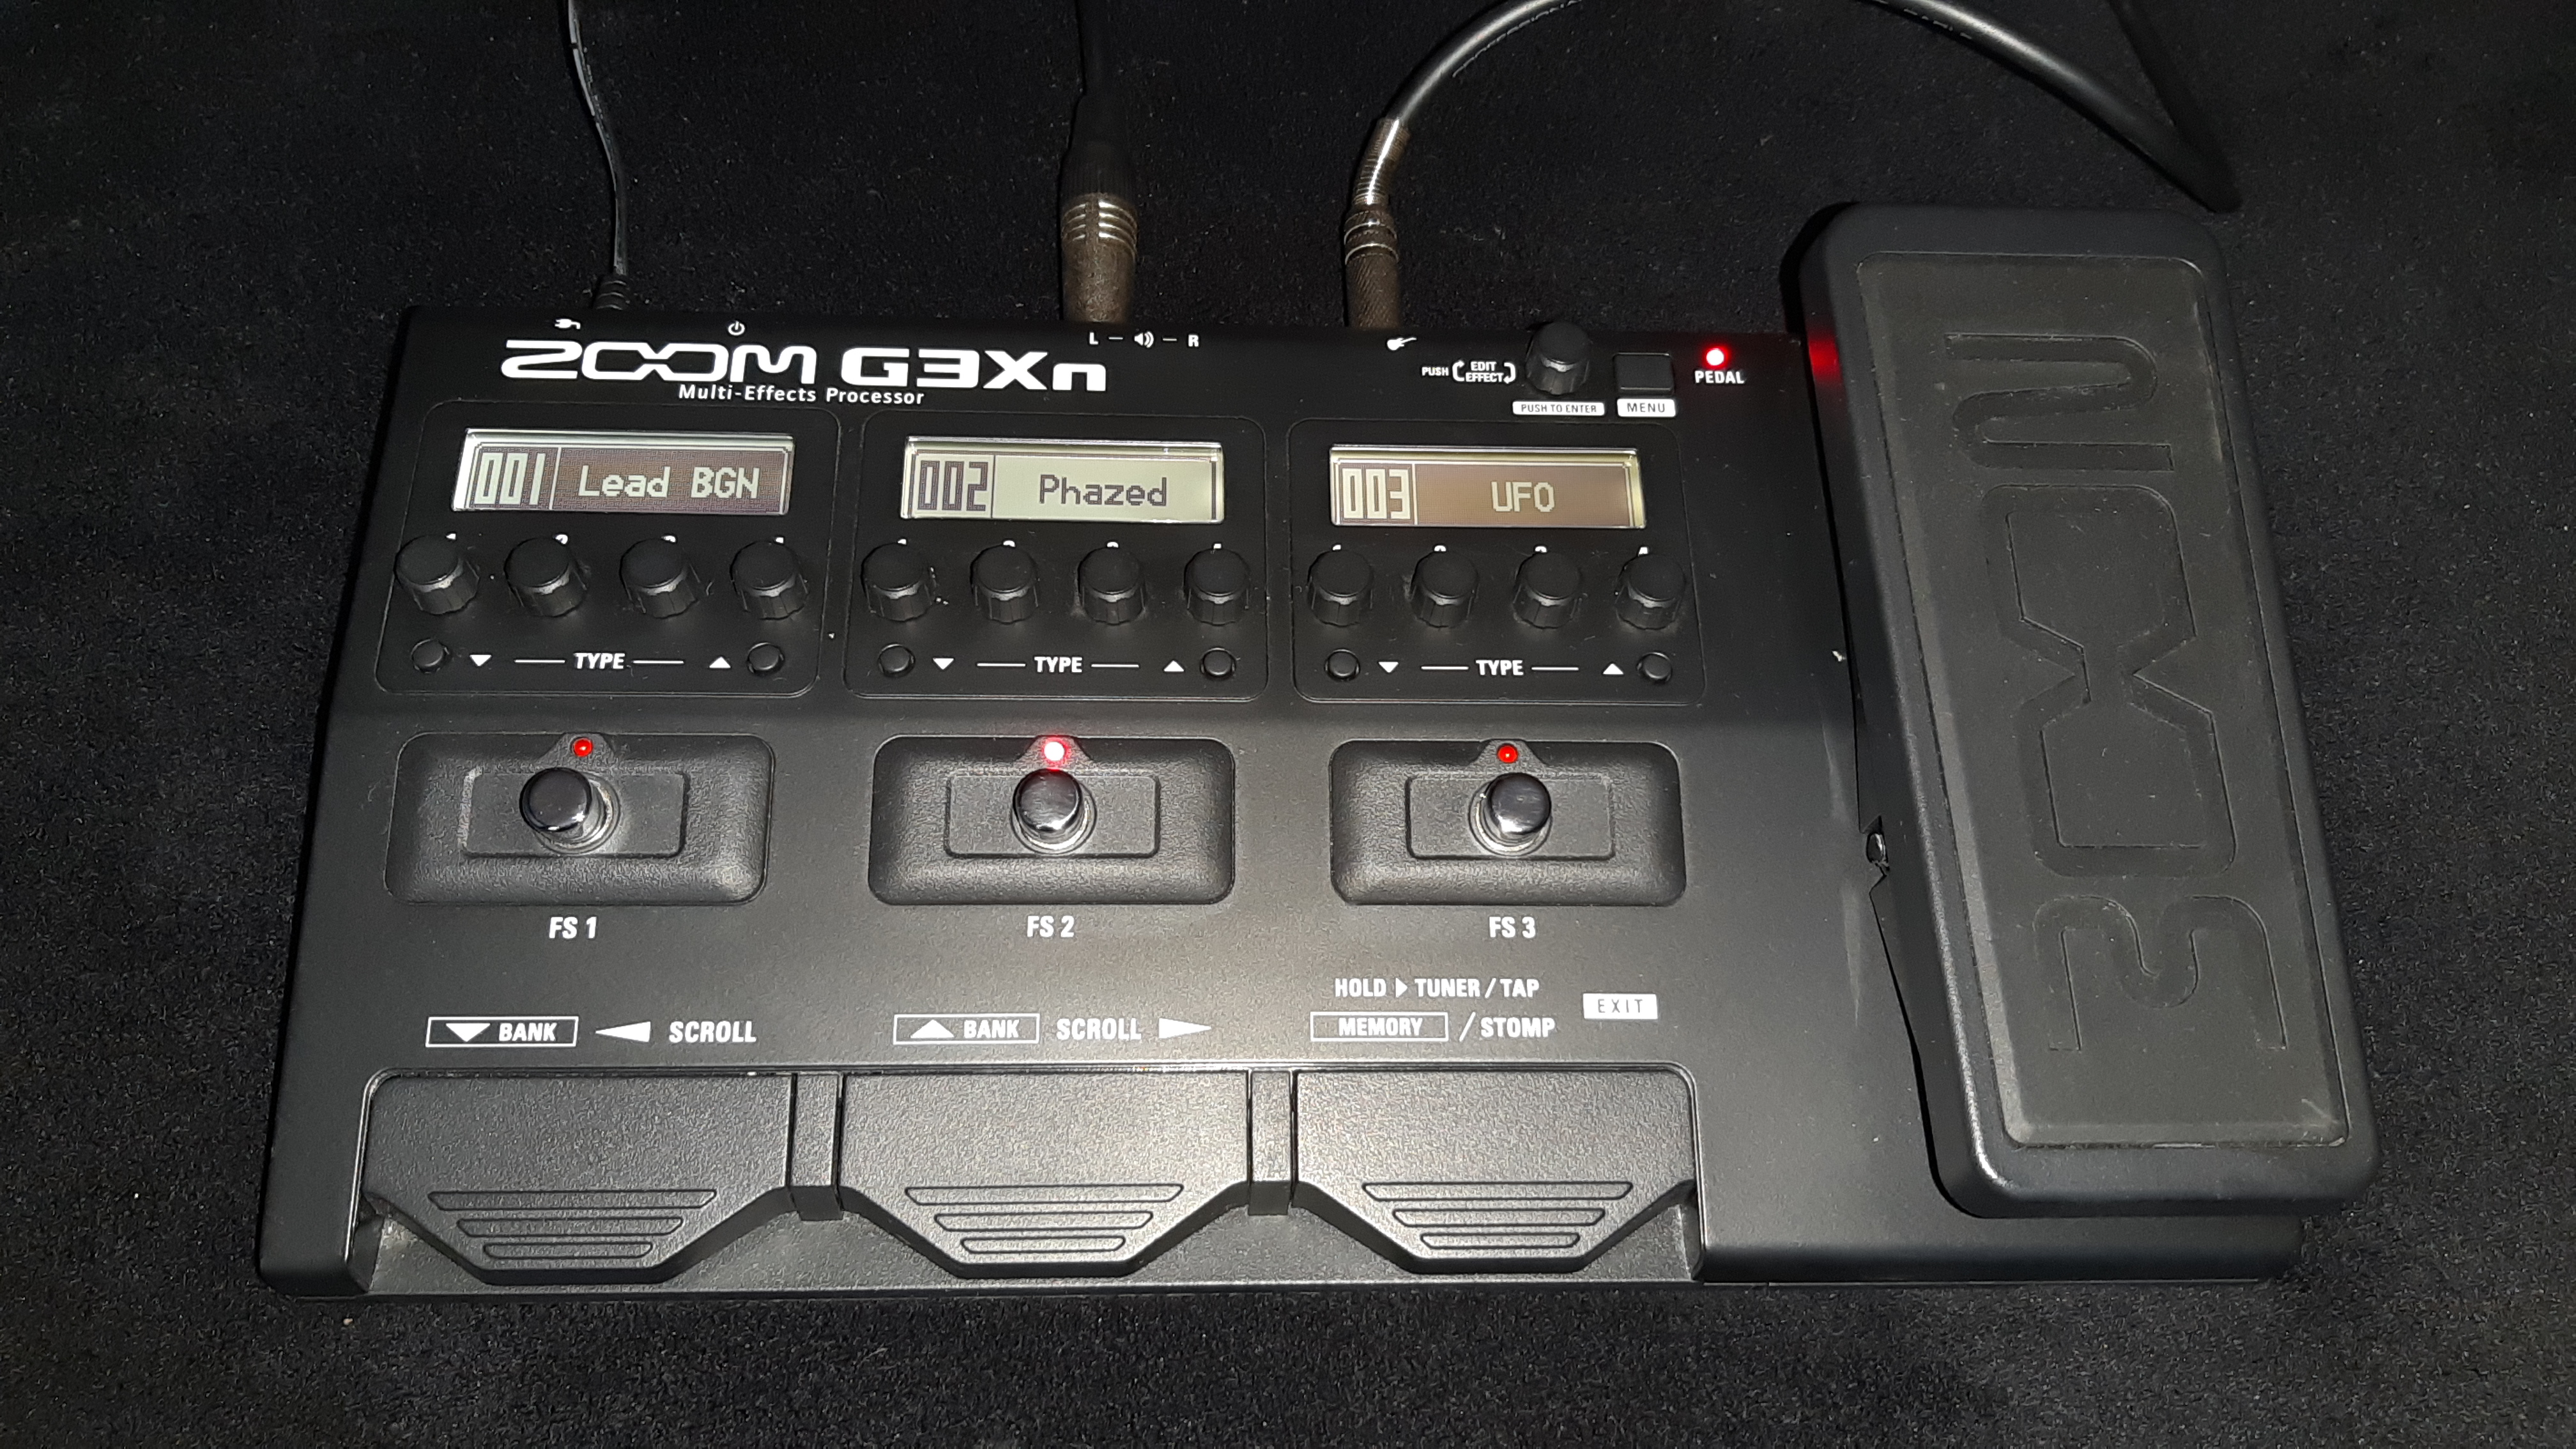 PROFESSIONAL
CABLE
L R
ZOOM G3Xn
Multi-Effects Processor
PUSH EDIT EFFECT
PUSH TO ENTER
MENU
PEDAL
001 Lead BGN
002 Phazed
003 UFO
TYPE
TYPE
TYPE
FS 1
FS 2
FS 3
HOLD TUNER / TAP
EXIT
BANK SCROLL
BANK SCROLL
MEMORY / STOMP
ZOOM